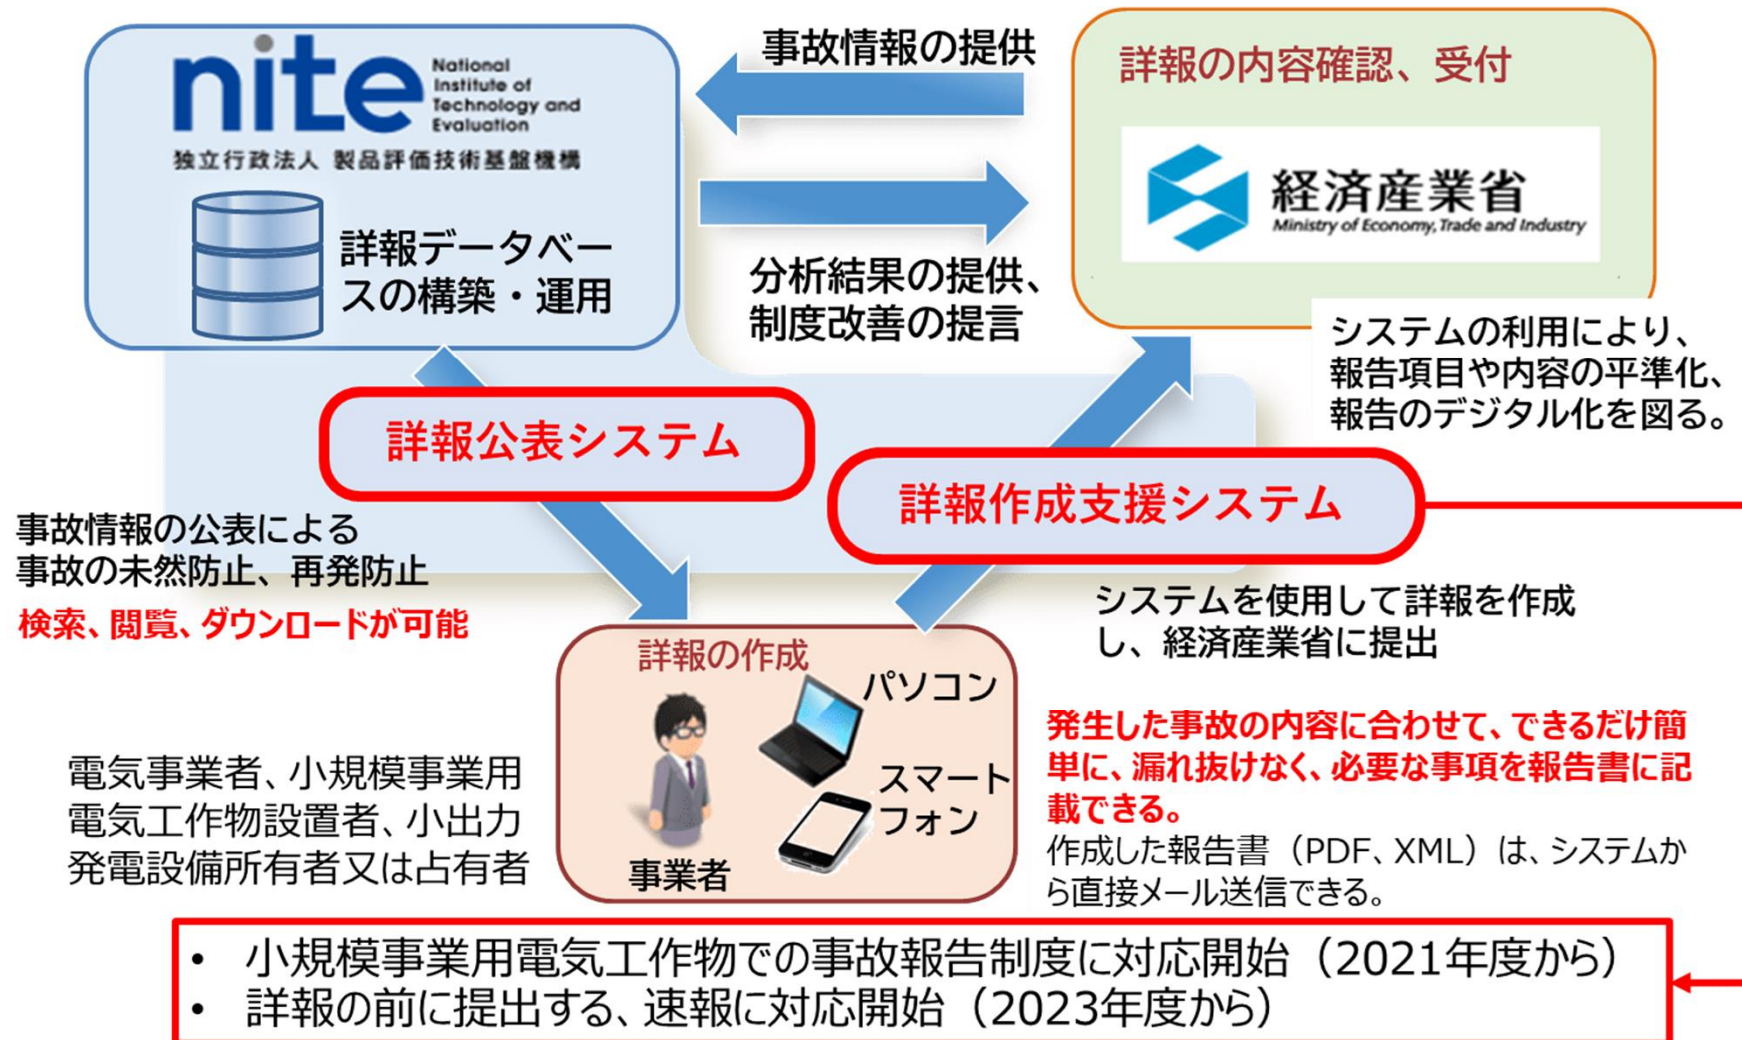 nite
National
Institute of
Technology and
Evaluation
独立行政法人 製品評価技術基盤機構
詳報データベー
スの構築・運用
事故情報の提供
分析結果の提供、
制度改善の提言
詳報の内容確認、受付
経済産業省
Ministry of Economy, Trade and Industry
システムの利用により、
報告項目や内容の平準化、
報告のデジタル化を図る。
詳報公表システム
詳報作成支援システム
事故情報の公表による
事故の未然防止、再発防止
検索、閲覧、ダウンロードが可能
システムを使用して詳報を作成
し、経済産業省に提出
詳報の作成
パソコン
スマート
フォン
事業者
電気事業者、小規模事業用
電気工作物設置者、小出力
発電設備所有者又は占有者
発生した事故の内容に合わせて、できるだけ簡
単に、漏れ抜けなく、必要な事項を報告書に記
載できる。
作成した報告書（PDF、XML）は、システムか
ら直接メール送信できる。
• 小規模事業用電気工作物での事故報告制度に対応開始（2021年度から）
• 詳報の前に提出する、速報に対応開始（2023年度から）